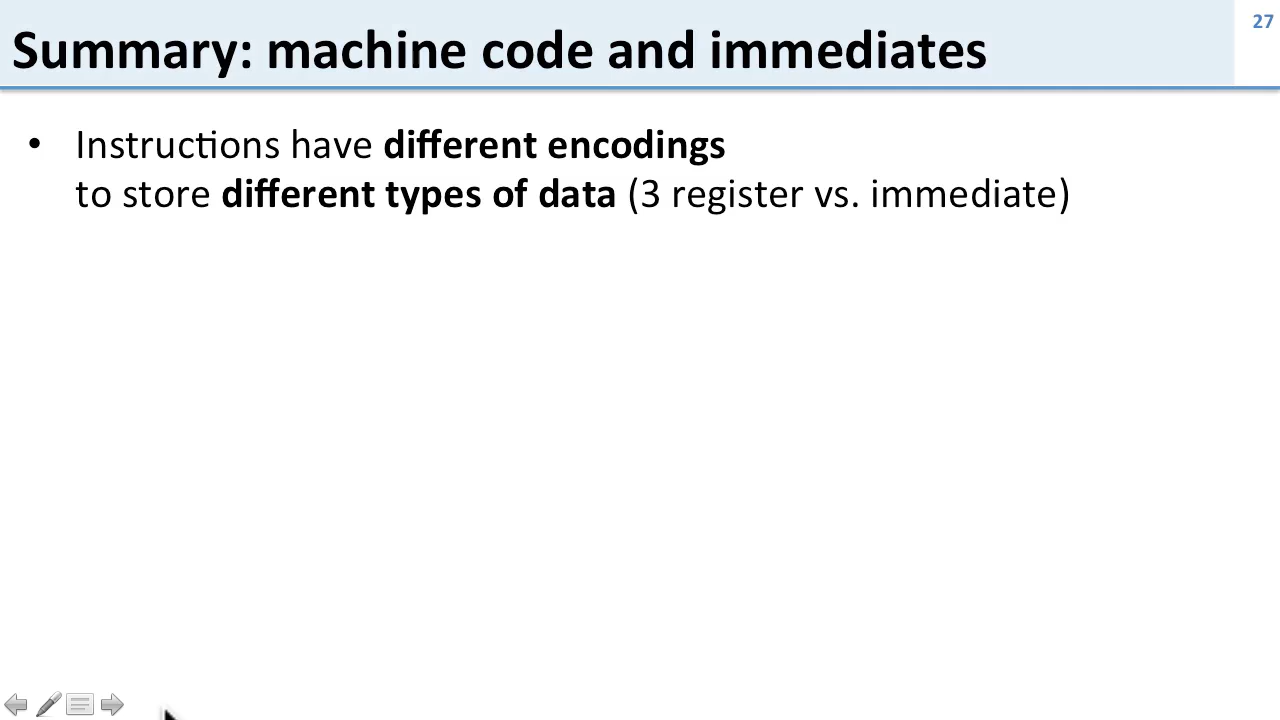 27
Summary: machine code and immediates
• Instructions have different encodings
to store different types of data (3 register vs. immediate)